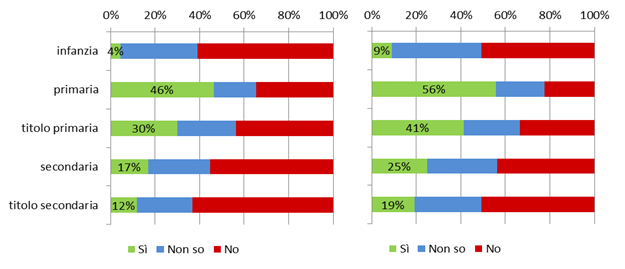 0% 20% 40% 60% 80% 100% 0% 20% 40% 60% 80% 100%
infanzia 4% 9%
primaria 46% 56%
titolo primaria 30% 41%
secondaria 17% 25%
titolo secondaria 12% 19%
Sì Non so No Sì Non so No